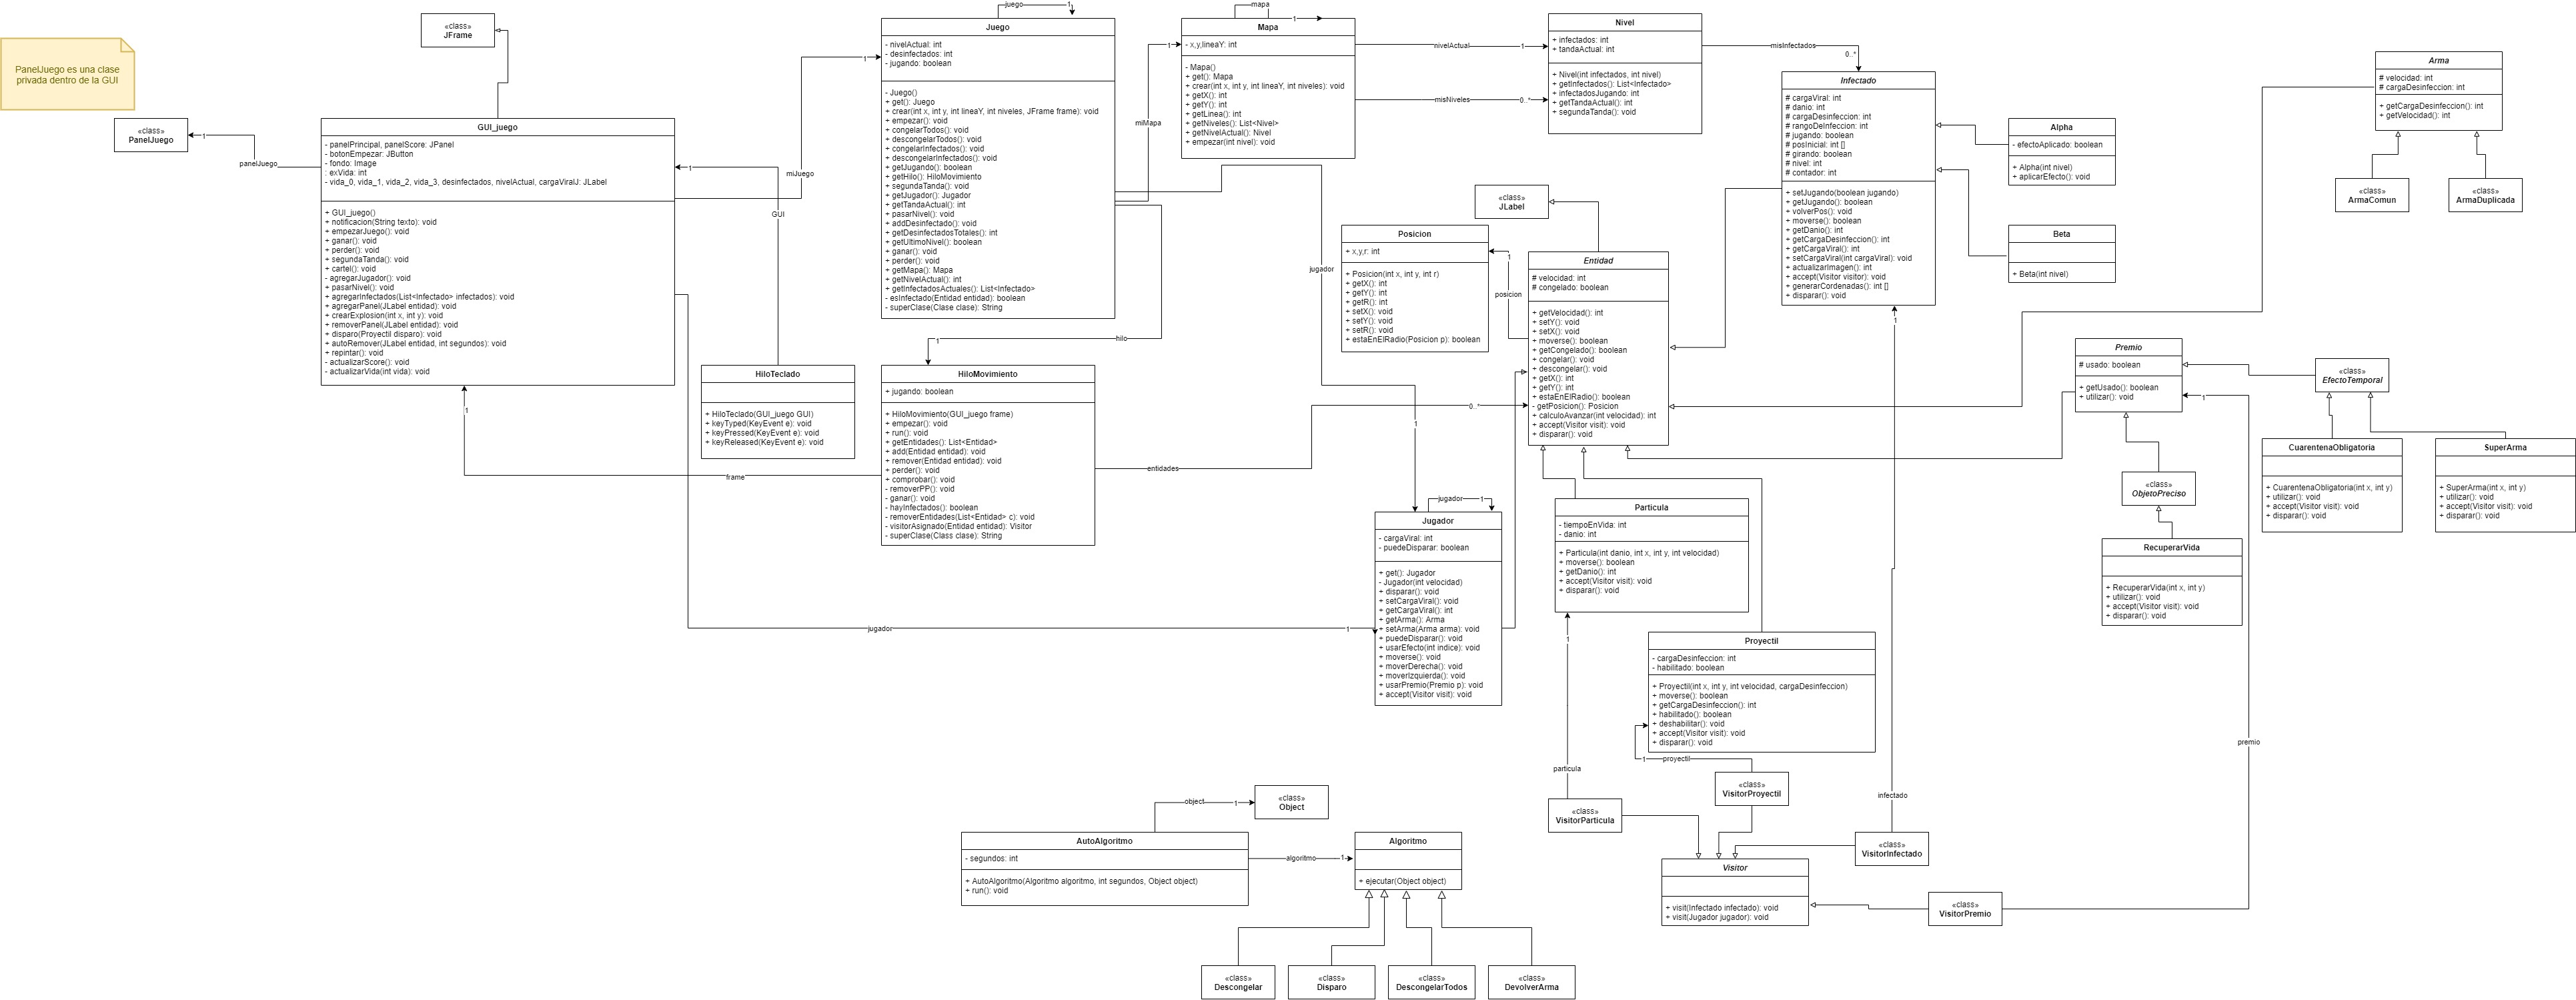 PanelJuego es una clase
privada dentro de la GUI
«class»
JFrame
«class»
PanelJuego
1
panelJuego
GUI_juego
- panelPrincipal, panelScore: JPanel
- botonEmpezar: JButton
- fondo: Image
: exVida: int
- vida_0, vida_1, vida_2, vida_3, desinfectados, nivelActual, cargaViralJ: JLabel
+ GUI_juego()
+ notificacion(String texto): void
+ empezarJuego(): void
+ ganar(): void
+ perder(): void
+ segundaTanda(): void
+ cartel(): void
- agregarJugador(): void
+ pasarNivel(): void
+ agregarInfectados(List<Infectado> infectados): void
+ agregarPanel(JLabel entidad): void
+ crearExplosion(int x, int y): void
+ removerPanel(JLabel entidad): void
+ disparo(Proyectil disparo): void
+ autoRemover(JLabel entidad, int segundos): void
+ repintar(): void
- actualizarScore(): void
- actualizarVida(int vida): void
1
GUI
miJuego
1
HiloTeclado
+ HiloTeclado(GUI_juego GUI)
+ keyTyped(KeyEvent e): void
+ keyPressed(KeyEvent e): void
+ keyReleased(KeyEvent e): void
1
frame
jugador
1
juego
1
Juego
- nivelActual: int
- desinfectados: int
- jugando: boolean
- Juego()
+ get(): Juego
+ crear(int x, int y, int lineaY, int niveles, JFrame frame): void
+ empezar(): void
+ congelarTodos(): void
+ descongelarTodos(): void
+ congelarInfectados(): void
+ descongelarInfectados(): void
+ getJugando(): boolean
+ getHilo(): HiloMovimiento
+ segundaTanda(): void
+ getJugador(): Jugador
+ getTandaActual(): int
+ pasarNivel(): void
+ addDesinfectado(): void
+ getDesinfectadosTotales(): int
+ getUltimoNivel(): boolean
+ ganar(): void
+ perder(): void
+ getMapa(): Mapa
+ getNivelActual(): int
+ getInfectadosActuales(): List<Infectado>
- esInfectado(Entidad entidad): boolean
- superClase(Clase clase): String
1
hilo
HiloMovimiento
+ jugando: boolean
+ HiloMovimiento(GUI_juego frame)
+ empezar(): void
+ run(): void
+ getEntidades(): List<Entidad>
+ add(Entidad entidad): void
+ remover(Entidad entidad): void
+ perder(): void
+ comprobar(): void
- removerPP(): void
- ganar(): void
- hayInfectados(): boolean
- removerEntidades(List<Entidad> c): void
- visitorAsignado(Entidad entidad): Visitor
- superClase(Class clase): String
entidades
0..*
1
miMapa
mapa
1
Mapa
- x,y,lineaY: int
- Mapa()
+ get(): Mapa
+ crear(int x, int y, int lineaY, int niveles): void
+ getX(): int
+ getY(): int
+ getLinea(): int
+ getNiveles(): List<Nivel>
+ getNivelActual(): Nivel
+ empezar(int nivel): void
nivelActual
1
misNiveles
0..*
jugador
1
Nivel
+ infectados: int
+ tandaActual: int
+ Nivel(int infectados, int nivel)
+ getInfectados(): List<Infectado>
+ infectadosJugando: int
+ getTandaActual(): int
+ segundaTanda(): void
misInfectados
0..*
Infectado
# cargaViral: int
# danio: int
# cargaDesinfeccion: int
# rangoDeInfeccion: int
# jugando: boolean
# posInicial: int []
# girando: boolean
# nivel: int
# contador: int
+ setJugando(boolean jugando)
+ getJugando(): boolean
+ volverPos(): void
+ moverse(): boolean
+ getDanio(): int
+ getCargaDesinfeccion(): int
+ getCargaViral(): int
+ setCargaViral(int cargaViral): void
+ actualizarImagen(): int
+ accept(Visitor visitor): void
+ generarCordenadas(): int []
+ disparar(): void
Alpha
- efectoAplicado: boolean
+ Alpha(int nivel)
+ aplicarEfecto(): void
Beta
+ Beta(int nivel)
Arma
# velocidad: int
# cargaDesinfeccion: int
+ getCargaDesinfeccion(): int
+ getVelocidad(): int
«class»
ArmaComun
«class»
ArmaDuplicada
«class»
JLabel
Posicion
+ x,y,r: int
+ Posicion(int x, int y, int r)
+ getX(): int
+ getY(): int
+ getR(): int
+ setX(): void
+ setY(): void
+ setR(): void
+ estaEnElRadio(Posicion p): boolean
1
posicion
Entidad
# velocidad: int
# congelado: boolean
+ getVelocidad(): int
+ setY(): void
+ setX(): void
+ moverse(): boolean
+ getCongelado(): boolean
+ congelar(): void
+ descongelar(): void
+ getX(): int
+ getY(): int
+ estaEnElRadio(): boolean
- getPosicion(): Posicion
+ calculoAvanzar(int velocidad): int
+ accept(Visitor visit): void
+ disparar(): void
Premio
# usado: boolean
+ getUsado(): boolean
+ utilizar(): void
1
premio
«class»
EfectoTemporal
«class»
ObjetoPreciso
CuarentenaObligatoria
+ CuarentenaObligatoria(int x, int y)
+ utilizar(): void
+ accept(Visitor visit): void
+ disparar(): void
SuperArma
+ SuperArma(int x, int y)
+ utilizar(): void
+ accept(Visitor visit): void
+ disparar(): void
RecuperarVida
+ RecuperarVida(int x, int y)
+ utilizar(): void
+ accept(Visitor visit): void
+ disparar(): void
jugador
1
Jugador
- cargaViral: int
- puedeDisparar: boolean
+ get(): Jugador
- Jugador(int velocidad)
+ disparar(): void
+ setCargaViral(): void
+ getCargaViral(): int
+ getArma(): Arma
+ setArma(Arma arma): void
+ puedeDisparar(): void
+ usarEfecto(int indice): void
+ moverse(): void
+ moverDerecha(): void
+ moverIzquierda(): void
+ usarPremio(Premio p): void
+ accept(Visitor visit): void
Particula
- tiempoEnVida: int
- danio: int
+ Particula(int danio, int x, int y, int velocidad)
+ moverse(): boolean
+ getDanio(): int
+ accept(Visitor visit): void
+ disparar(): void
1
particula
Proyectil
- cargaDesinfeccion: int
- habilitado: boolean
+ Proyectil(int x, int y, int velocidad, cargaDesinfeccion)
+ moverse(): boolean
+ getCargaDesinfeccion(): int
+ habilitado(): boolean
+ deshabilitar(): void
+ accept(Visitor visit): void
+ disparar(): void
1
proyectil
1
infectado
«class»
VisitorProyectil
«class»
VisitorParticula
«class»
VisitorInfectado
«class»
VisitorPremio
Visitor
+ visit(Infectado infectado): void
+ visit(Jugador jugador): void
object
1
«class»
Object
AutoAlgoritmo
- segundos: int
+ AutoAlgoritmo(Algoritmo algoritmo, int segundos, Object object)
+ run(): void
algoritmo
1
Algoritmo
+ ejecutar(Object object)
«class»
Descongelar
«class»
Disparo
«class»
DescongelarTodos
«class»
DevolverArma